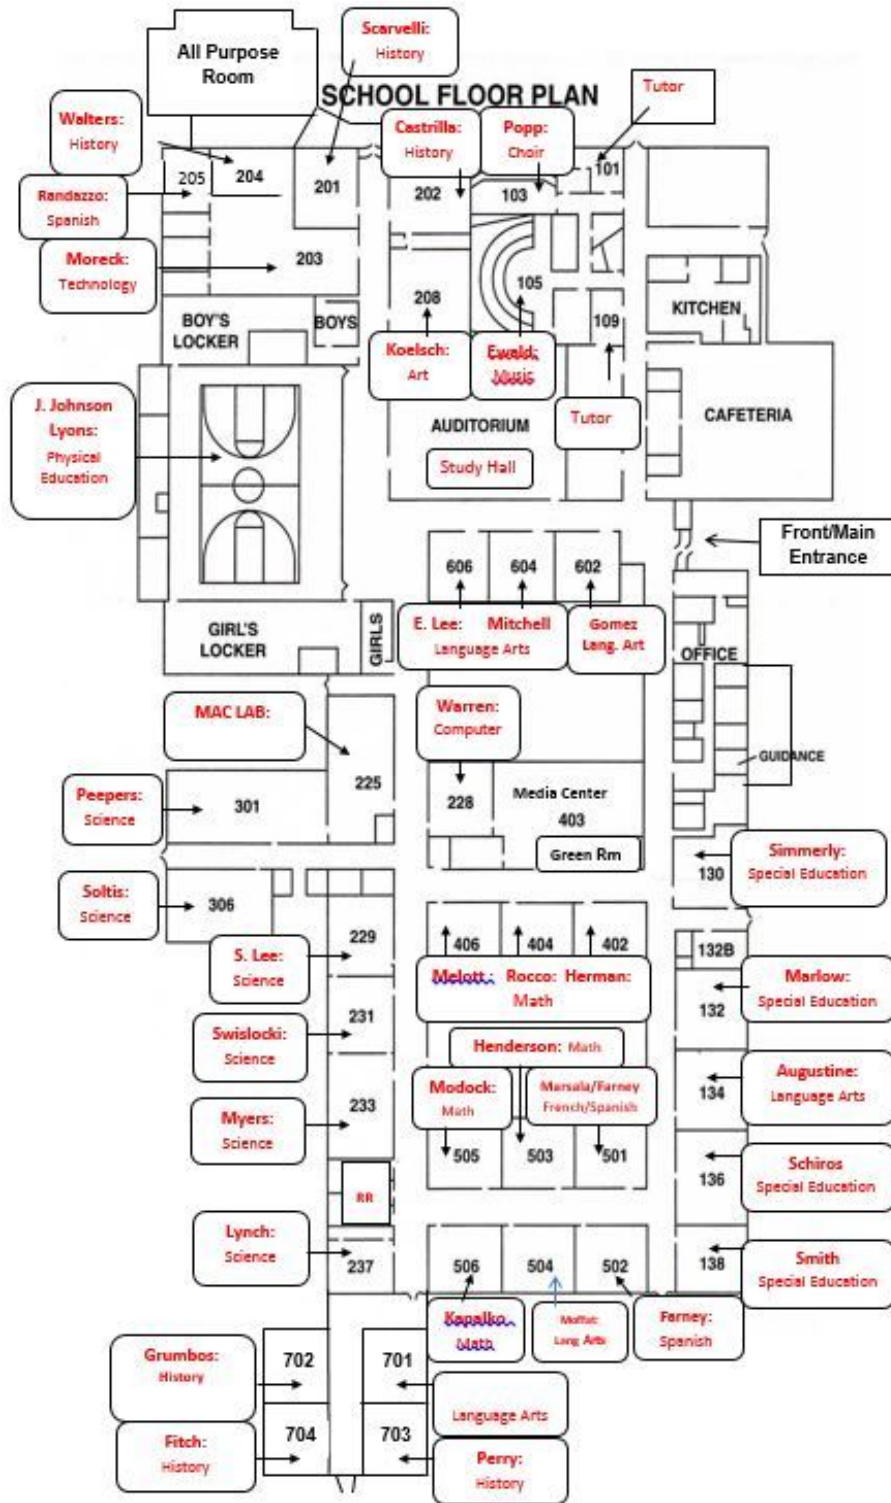 All Purpose
Room
Scarvelli:
History
SCHOOL FLOOR PLAN
Tutor
Walters:
History
Castrilla:
History
Popp:
Choir
205
204
201
202
103
101
Randazzo:
Spanish
Moreck:
Technology
203
208
105
109
KITCHEN
BOY'S
LOCKER
BOYS
Koelsch:
Art
Ewald:
Music
Tutor
CAFETERIA
J. Johnson
Lyons:
Physical
Education
AUDITORIUM
Study Hall
Front/Main
Entrance
606
604
602
E. Lee: Mitchell
Language Arts
Gomez
Lang. Art
GIRL'S
LOCKER
GIRLS
OFFICE
MAC LAB:
Warren:
Computer
GUIDANCE
225
Peepers:
Science
301
228
Media Center
403
Green Rm
Simmerly:
Special Education
130
Soltis:
Science
306
229
406
404
402
132B
S. Lee:
Science
Melott: Rocco: Herman:
Math
Marlow:
Special Education
132
Swislocki:
Science
231
Henderson: Math
Modock:
Math
Marsala/Farney
French/Spanish
Augustine:
Language Arts
134
Myers:
Science
233
505
503
501
Schiros
Special Education
136
RR
Lynch:
Science
237
506
504
502
138
Smith
Special Education
Kapalko
Math
Moffat:
Lang Arts
Farney:
Spanish
Grumbos:
History
702
701
Language Arts
Fitch:
History
704
703
Perry:
History